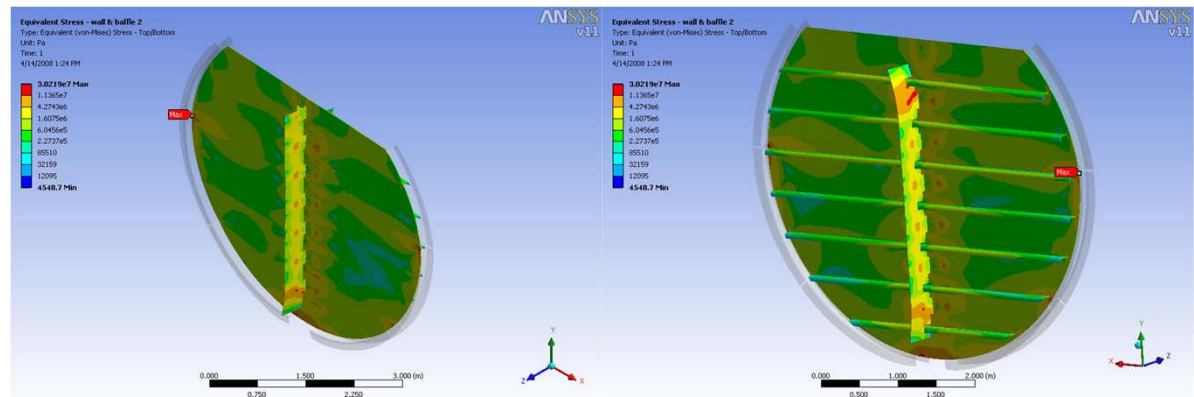 Equivalent Stress - wall & baffle 2
Type: Equivalent (von-Mises) Stress - Top/Bottom
Unit: Pa
Time: 1
4/14/2008 1:24 PM
3.0219e7 Max
1.1365e7
4.2743e6
1.6075e6
6.0456e5
2.2737e5
85510
32159
12095
4548.7 Min
ANSYS
v11
Max
Y
Z
X
0.000
1.500
3.000 (m)
0.750
2.250
Equivalent Stress - wall & baffle 2
Type: Equivalent (von-Mises) Stress - Top/Bottom
Unit: Pa
Time: 1
4/14/2008 1:24 PM
3.0219e7 Max
1.1365e7
4.2743e6
1.6075e6
6.0456e5
2.2737e5
85510
32159
12095
4548.7 Min
ANSYS
v11
Max
Y
X
Z
0.000
1.000
2.000 (m)
0.500
1.500